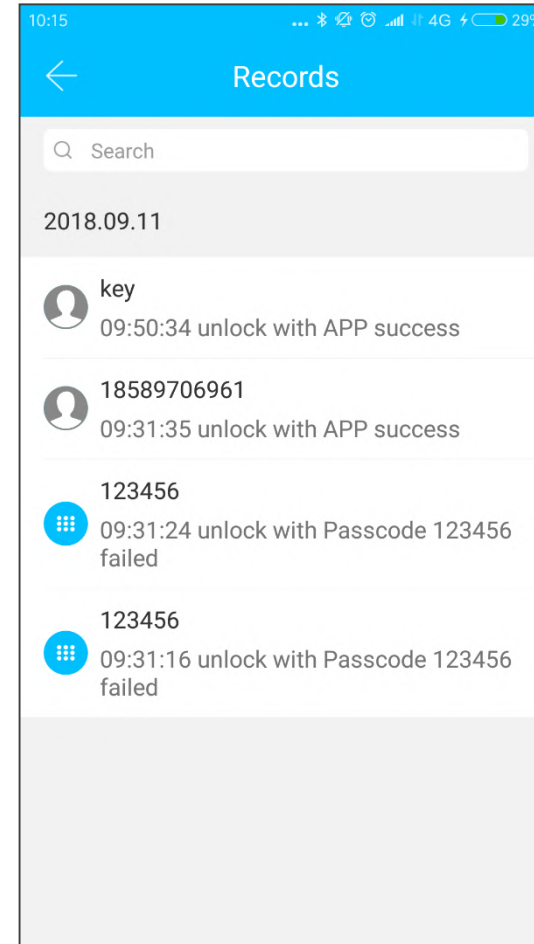 10:15 ... 4G 29%
Records
Search
2018.09.11
key
09:50:34 unlock with APP success
18589706961
09:31:35 unlock with APP success
123456
09:31:24 unlock with Passcode 123456
failed
123456
09:31:16 unlock with Passcode 123456
failed